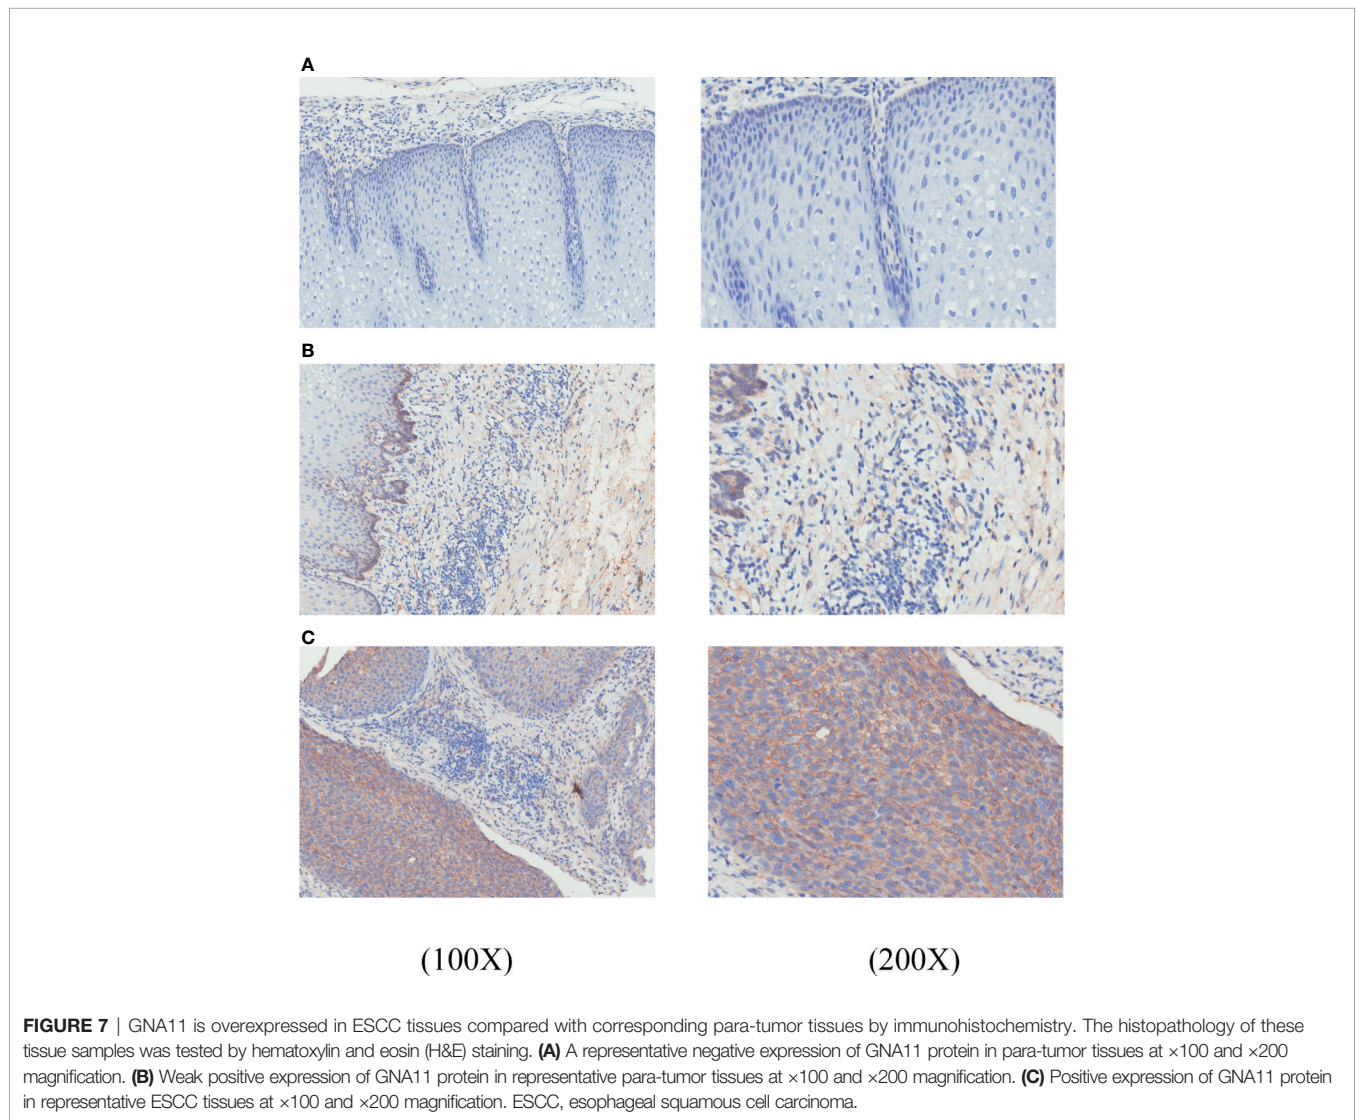 A
B
C
(100X) (200X)
FIGURE 7 | GNA11 is overexpressed in ESCC tissues compared with corresponding para-tumor tissues by immunohistochemistry. The histopathology of these
tissue samples was tested by hematoxylin and eosin (H&E) staining. (A) A representative negative expression of GNA11 protein in para-tumor tissues at ×100 and ×200
magnification. (B) Weak positive expression of GNA11 protein in representative para-tumor tissues at ×100 and ×200 magnification. (C) Positive expression of GNA11 protein
in representative ESCC tissues at ×100 and ×200 magnification. ESCC, esophageal squamous cell carcinoma.